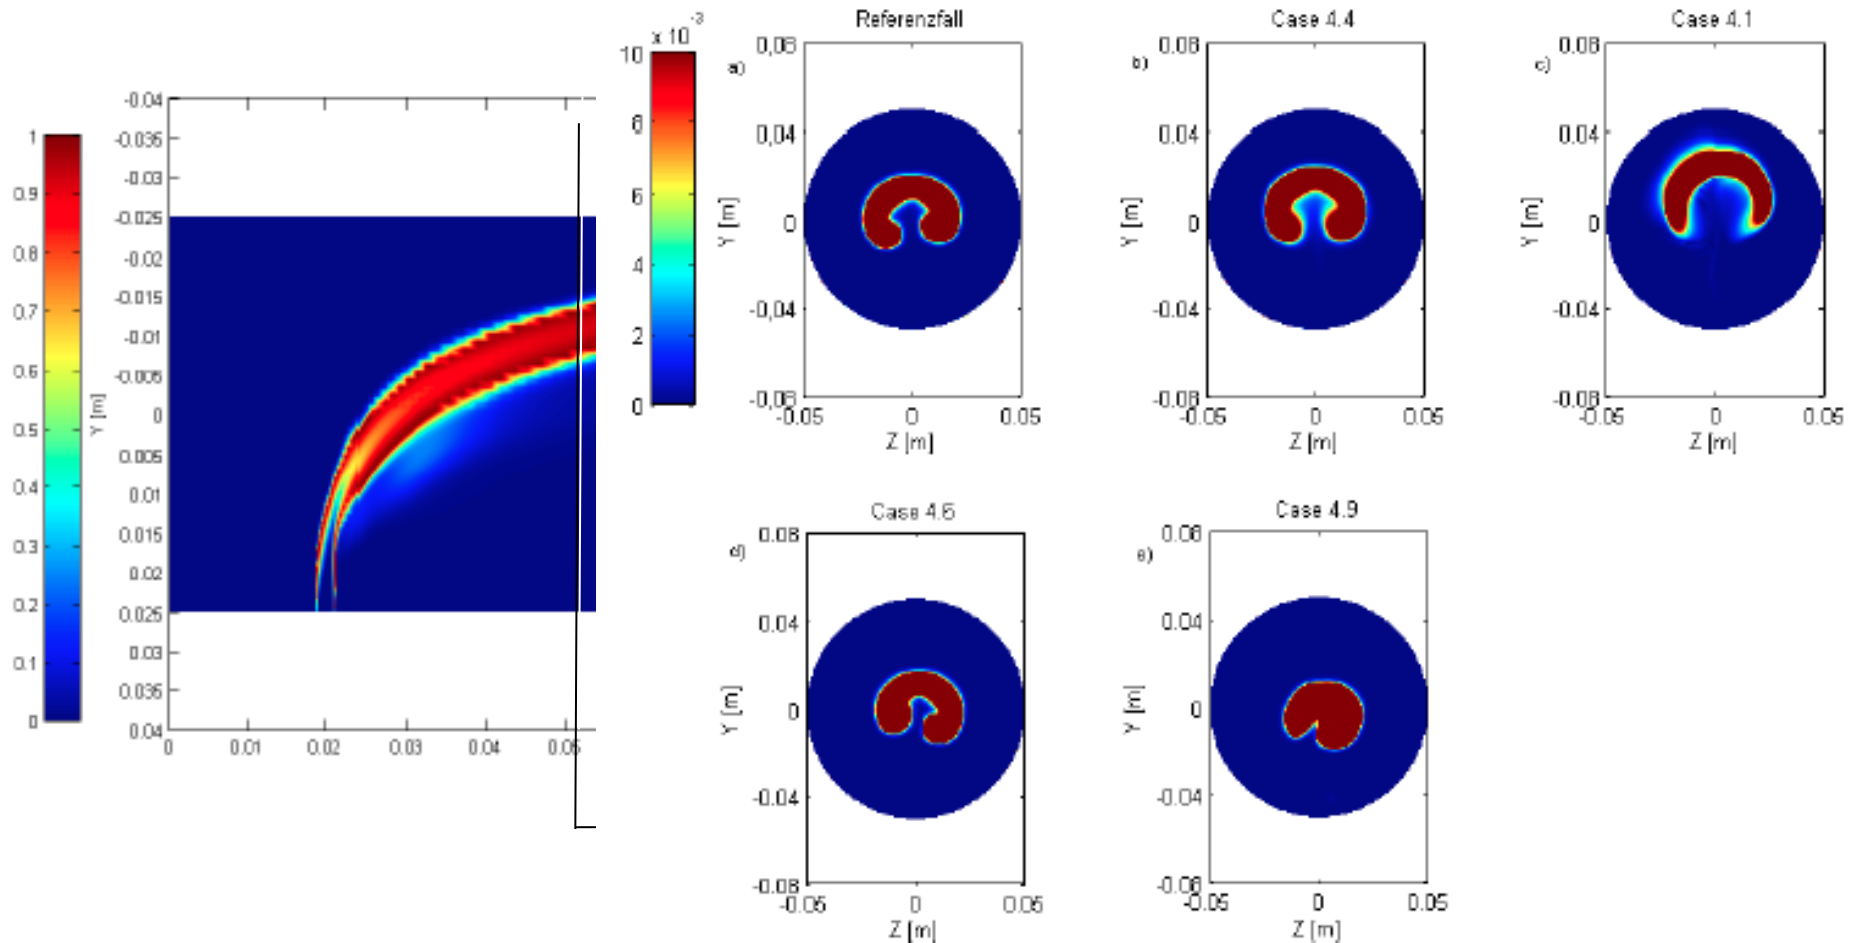 1
0.9
0.8
0.7
0.6
0.5
0.4
0.3
0.2
0.1
0
Y [m]
-0.04
-0.035
-0.03
-0.025
-0.02
-0.015
-0.01
-0.005
0
0.005
0.01
0.015
0.02
0.025
0.03
0.035
0.04
0 0.01 0.02 0.03 0.04 0.05
x 10⁻³
10
8
6
4
2
0
Referenzfall
a)
0,08
0,04
0
-0,04
-0,08
Y [m]
-0.05 0 0.05
Z [m]
Case 4.4
b)
0.08
0.04
0
-0.04
-0.08
Y [m]
-0.05 0 0.05
Z [m]
Case 4.1
c)
0.08
0.04
0
-0.04
-0.08
Y [m]
-0.05 0 0.05
Z [m]
Case 4.6
d)
0.08
0.04
0
-0.04
-0.08
Y [m]
-0.05 0 0.05
Z [m]
Case 4.9
e)
0.08
0.04
0
-0.04
-0.08
Y [m]
-0.05 0 0.05
Z [m]